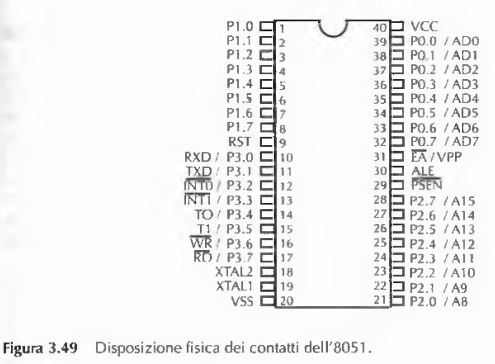 P1.0 1 40 VCC
P1.1 2 39 P0.0 / AD0
P1.2 3 38 P0.1 / AD1
P1.3 4 37 P0.2 / AD2
P1.4 5 36 P0.3 / AD3
P1.5 6 35 P0.4 / AD4
P1.6 7 34 P0.5 / AD5
P1.7 8 33 P0.6 / AD6
RST 9 32 P0.7 / AD7
RXD / P3.0 10 31 E̅A̅ / VPP
TXD / P3.1 11 30 ALE
I̅N̅T̅0̅ / P3.2 12 29 P̅S̅E̅N̅
I̅N̅T̅1̅ / P3.3 13 28 P2.7 / A15
TO / P3.4 14 27 P2.6 / A14
T1 / P3.5 15 26 P2.5 / A13
W̅R̅ / P3.6 16 25 P2.4 / A12
R̅D̅ / P3.7 17 24 P2.3 / A11
XTAL2 18 23 P2.2 / A10
XTAL1 19 22 P2.1 / A9
VSS 20 21 P2.0 / A8
Figura 3.49 Disposizione fisica dei contatti dell'8051.